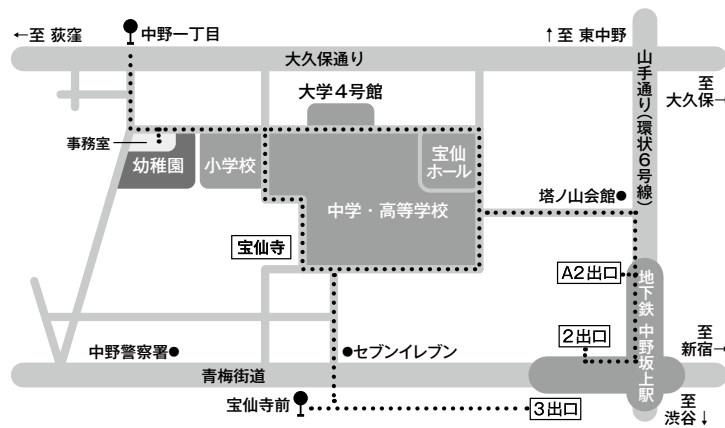 ←至 荻窪
中野一丁目
↑至 東中野
大久保通り
至
大久保→
山手通り(環状6号線)
大学4号館
事務室
幼稚園
小学校
宝仙
ホール
中学・高等学校
塔ノ山会館●
宝仙寺
A2出口
地下鉄 中野坂上駅
2出口
至
新宿→
中野警察署●
●セブンイレブン
青梅街道
宝仙寺前
3出口
至
渋谷↓